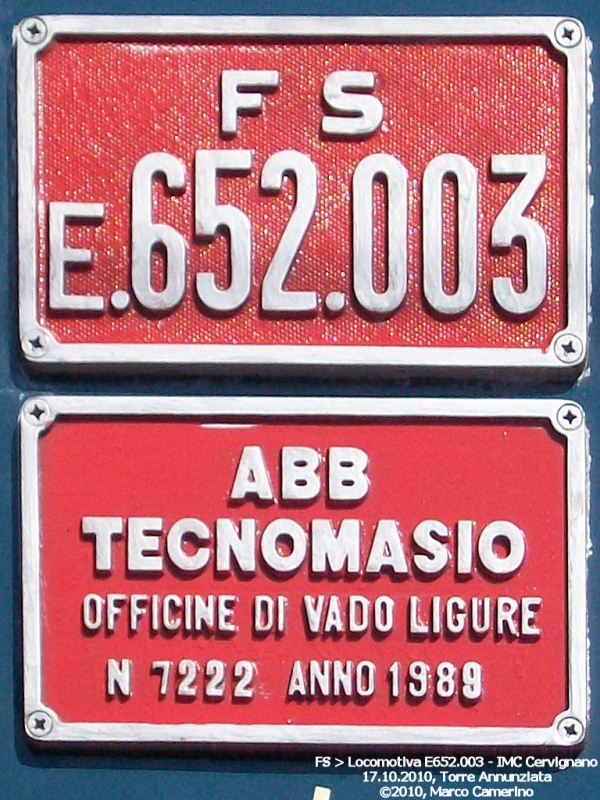 F S
E.652.003
ABB
TECNOMASIO
OFFICINE DI VADO LIGURE
N 7222 ANNO 1989
FS > Locomotiva E652.003 - IMC Cervignano
17.10.2010, Torre Annunziata
©2010, Marco Camerino